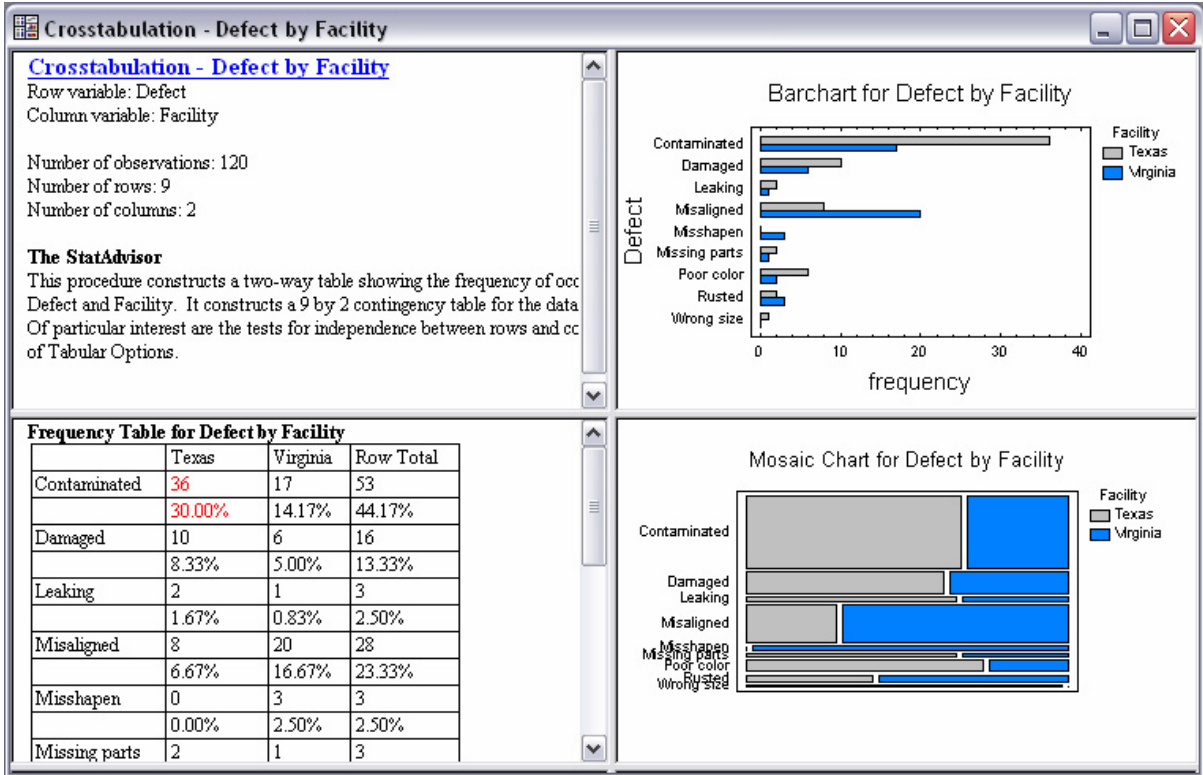 Crosstabulation - Defect by Facility
Crosstabulation - Defect by Facility
Row variable: Defect
Column variable: Facility
Number of observations: 120
Number of rows: 9
Number of columns: 2
The StatAdvisor
This procedure constructs a two-way table showing the frequency of occ
Defect and Facility. It constructs a 9 by 2 contingency table for the data
Of particular interest are the tests for independence between rows and cc
of Tabular Options.
Barchart for Defect by Facility
Defect
Contaminated
Damaged
Leaking
Misaligned
Misshapen
Missing parts
Poor color
Rusted
Wrong size
0 10 20 30 40
frequency
Facility
Texas
Virginia
Frequency Table for Defect by Facility
Texas Virginia Row Total
Contaminated 36 17 53
30.00% 14.17% 44.17%
Damaged 10 6 16
8.33% 5.00% 13.33%
Leaking 2 1 3
1.67% 0.83% 2.50%
Misaligned 8 20 28
6.67% 16.67% 23.33%
Misshapen 0 3 3
0.00% 2.50% 2.50%
Missing parts 2 1 3
Mosaic Chart for Defect by Facility
Contaminated
Damaged
Leaking
Misaligned
Misshapen
Missing parts
Poor color
Rusted
Wrong size
Facility
Texas
Virginia